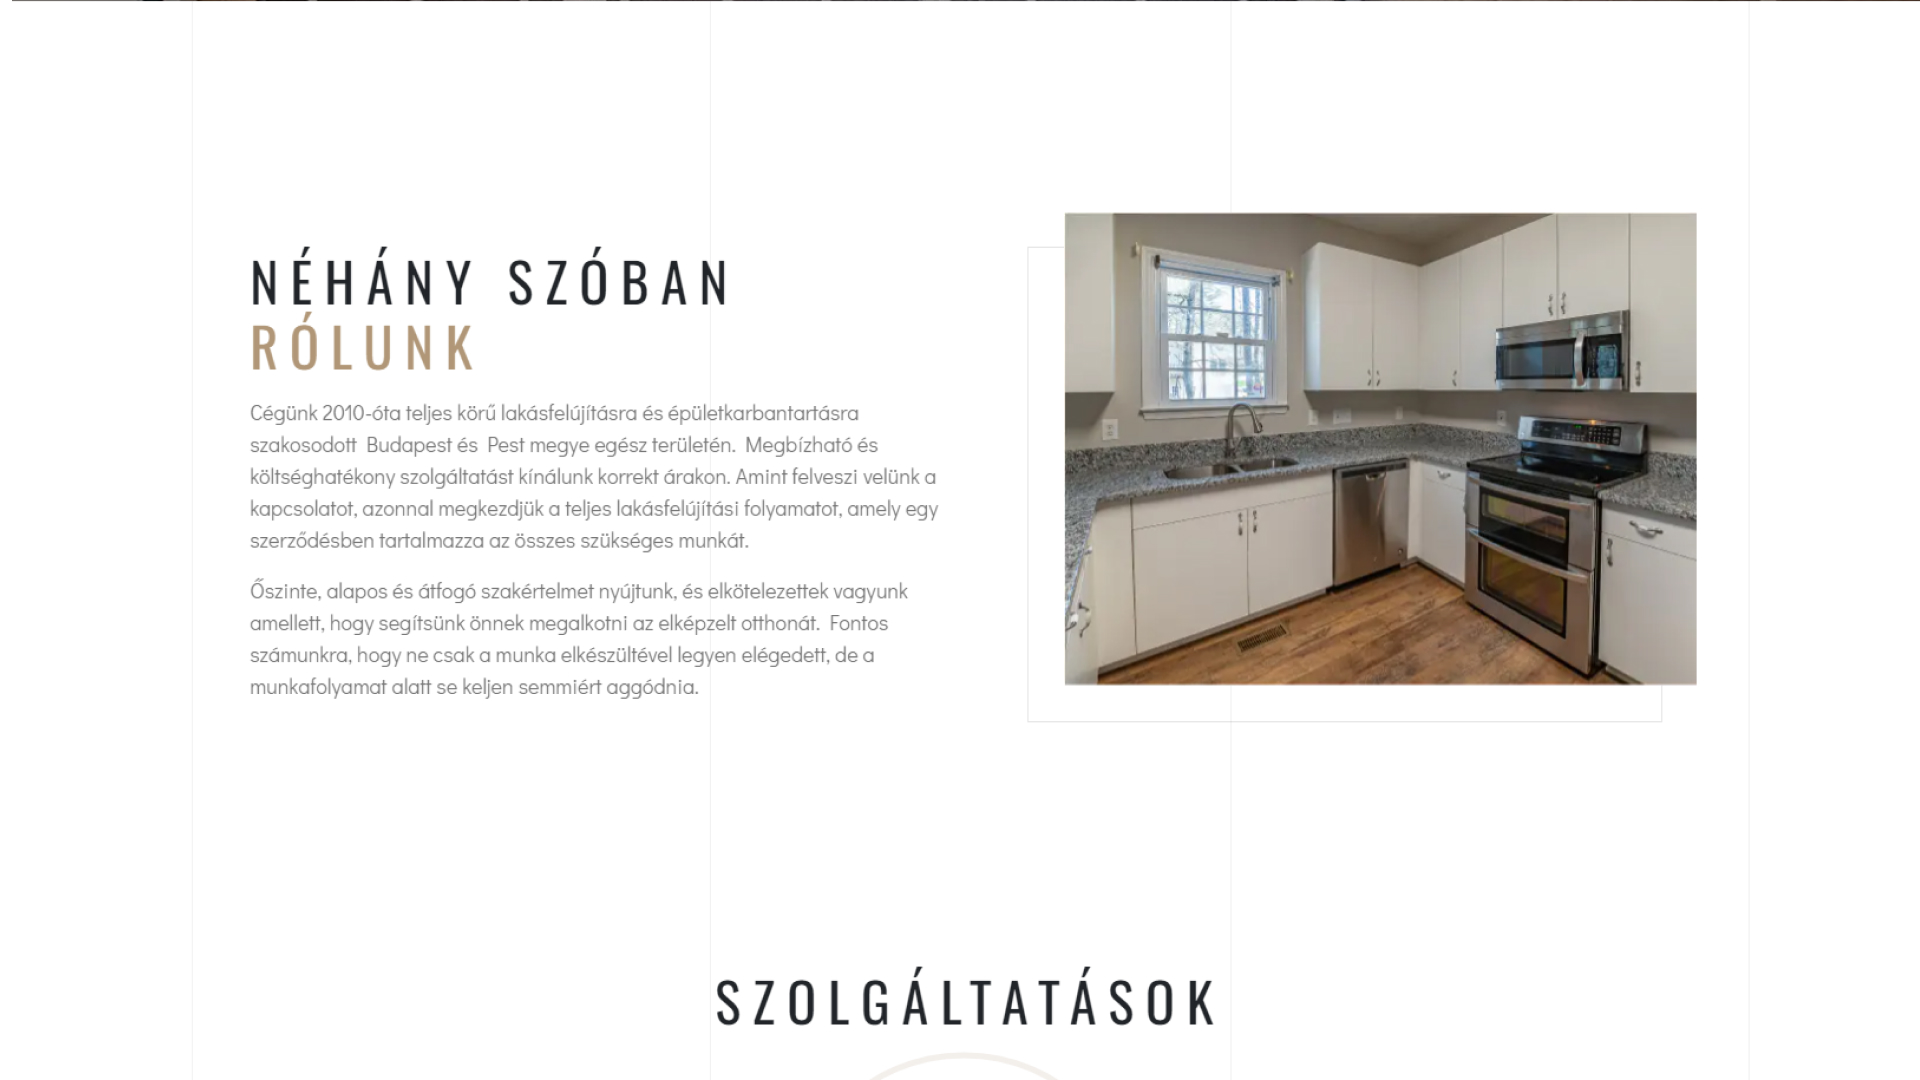 NÉHÁNY SZÓBAN
RÓLUNK
Cégünk 2010-óta teljes körű lakásfelújításra és épületkarbantartásra
szakosodott  Budapest és  Pest megye egész területén.  Megbízható és
költséghatékony szolgáltatást kínálunk korrekt árakon. Amint felveszi velünk a
kapcsolatot, azonnal megkezdjük a teljes lakásfelújítási folyamatot, amely egy
szerződésben tartalmazza az összes szükséges munkát.
Őszinte, alapos és átfogó szakértelmet nyújtunk, és elkötelezettek vagyunk
amellett, hogy segítsünk önnek megalkotni az elképzelt otthonát.  Fontos
számunkra, hogy ne csak a munka elkészültével legyen elégedett, de a
munkafolyamat alatt se keljen semmiért aggódnia.
SZOLGÁLTATÁSOK